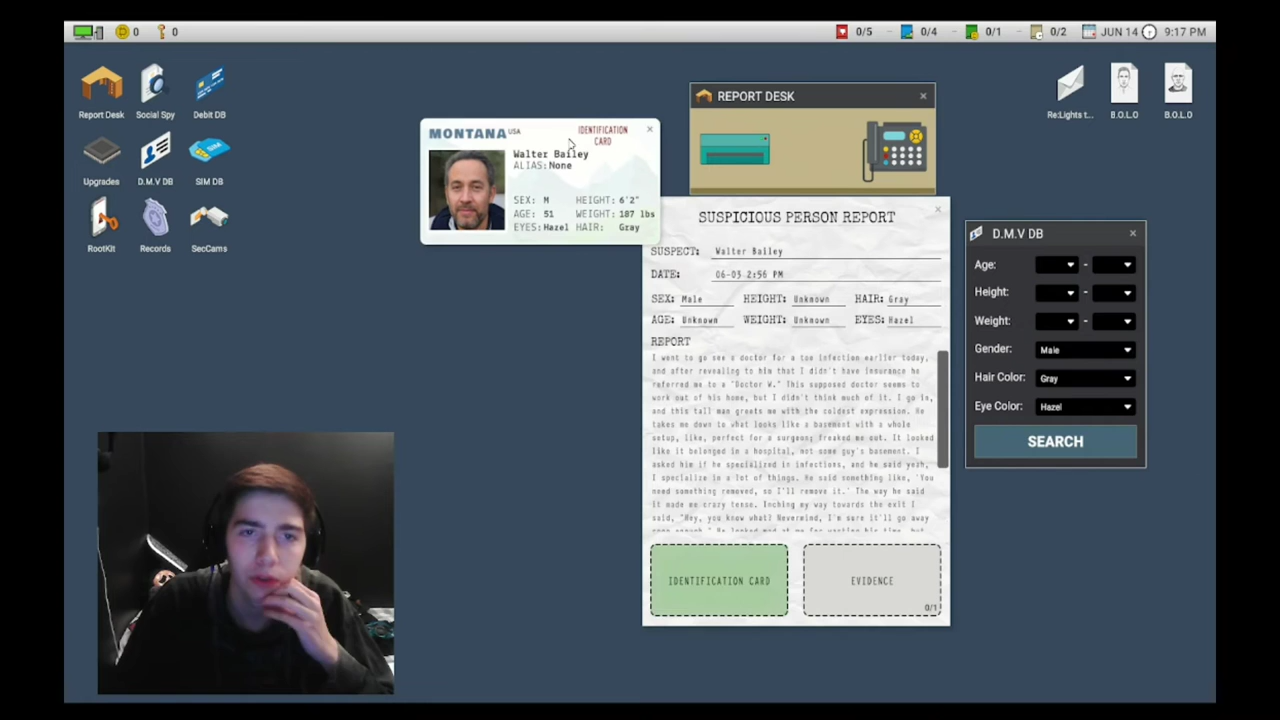 0
0
0/5
0/4
0/1
0/2
JUN 14
9:17 PM
Report Desk
Social Spy
Debit DB
Upgrades
D.M.V DB
SIM DB
RootKit
Records
SecCams
Re:Lights t...
B.O.L.O
B.O.L.O
MONTANA USA
IDENTIFICATION
CARD
Walter Bailey
ALIAS: None
SEX: M HEIGHT: 6'2"
AGE: 51 WEIGHT: 187 lbs
EYES: Hazel HAIR: Gray
REPORT DESK
SUSPICIOUS PERSON REPORT
SUSPECT: Walter Bailey
DATE: 06-03 2:56 PM
SEX: Male HEIGHT: Unknown HAIR: Gray
AGE: Unknown WEIGHT: Unknown EYES: Hazel
REPORT
I went to go see a doctor for a toe infection earlier today,
and after revealing to him that I didn't have insurance he
referred me to a "Doctor W." This supposed doctor seems to
work out of his home, but I didn't think much of it. I go in,
and this tall man greets me with the coldest expression. He
takes me down to what looks like a basement with a whole
setup, like, perfect for a surgeon; freaked me out. It looked
like it belonged in a hospital, not some guy's basement. I
asked him if he specialized in infections, and he said yeah,
I specialize in a lot of things. He said something like, 'You
need something removed, so I'll remove it.' The way he said
it made me crazy tense. Inching my way towards the exit I
said, "Hey, you know what? Nevermind, I'm sure it'll go away
IDENTIFICATION CARD
EVIDENCE
0/1
D.M.V DB
Age: -
Height: -
Weight: -
Gender: Male
Hair Color: Gray
Eye Color: Hazel
SEARCH